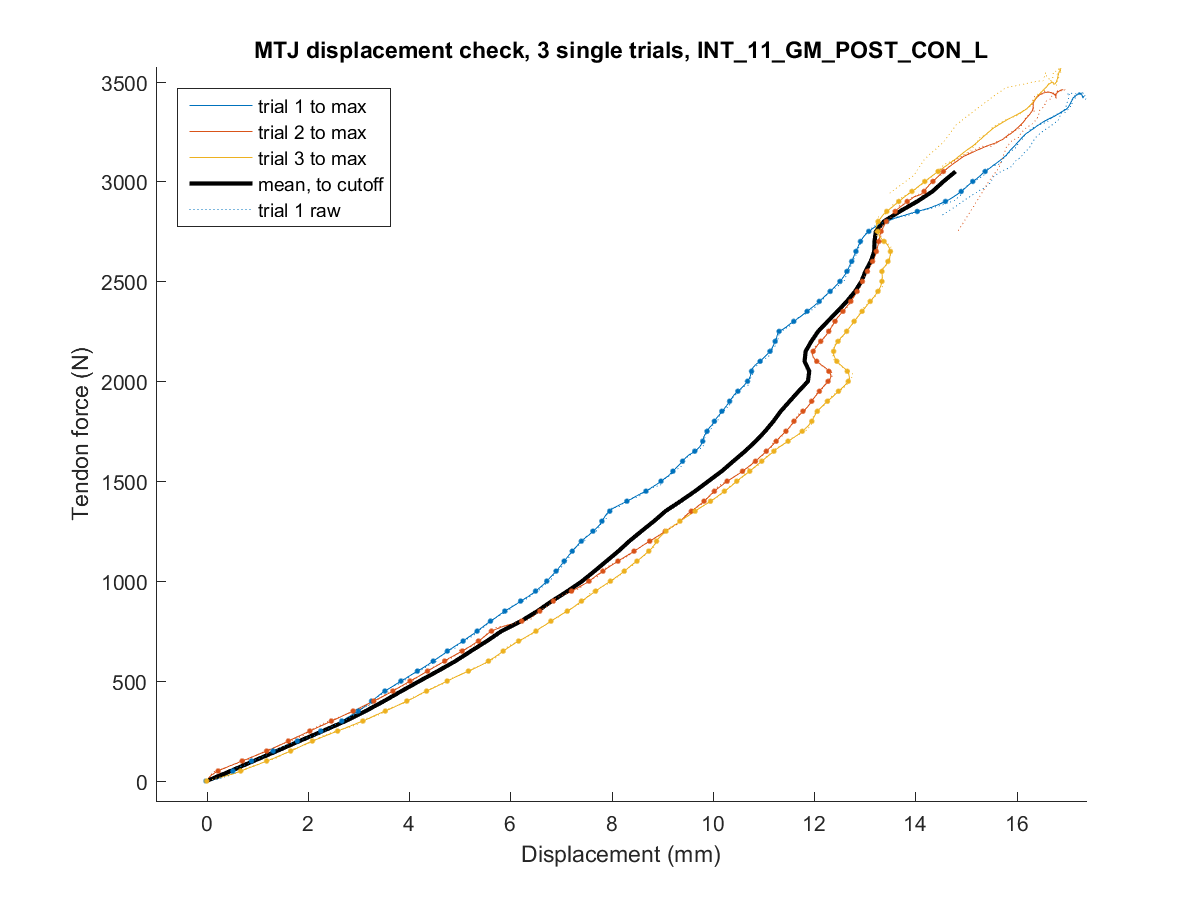 MTJ displacement check, 3 single trials, INT_11_GM_POST_CON_L
3500
3000
2500
2000
1500
1000
500
0
trial 1 to max
trial 2 to max
trial 3 to max
mean, to cutoff
trial 1 raw
Tendon force (N)
0 2 4 6 8 10 12 14 16
Displacement (mm)